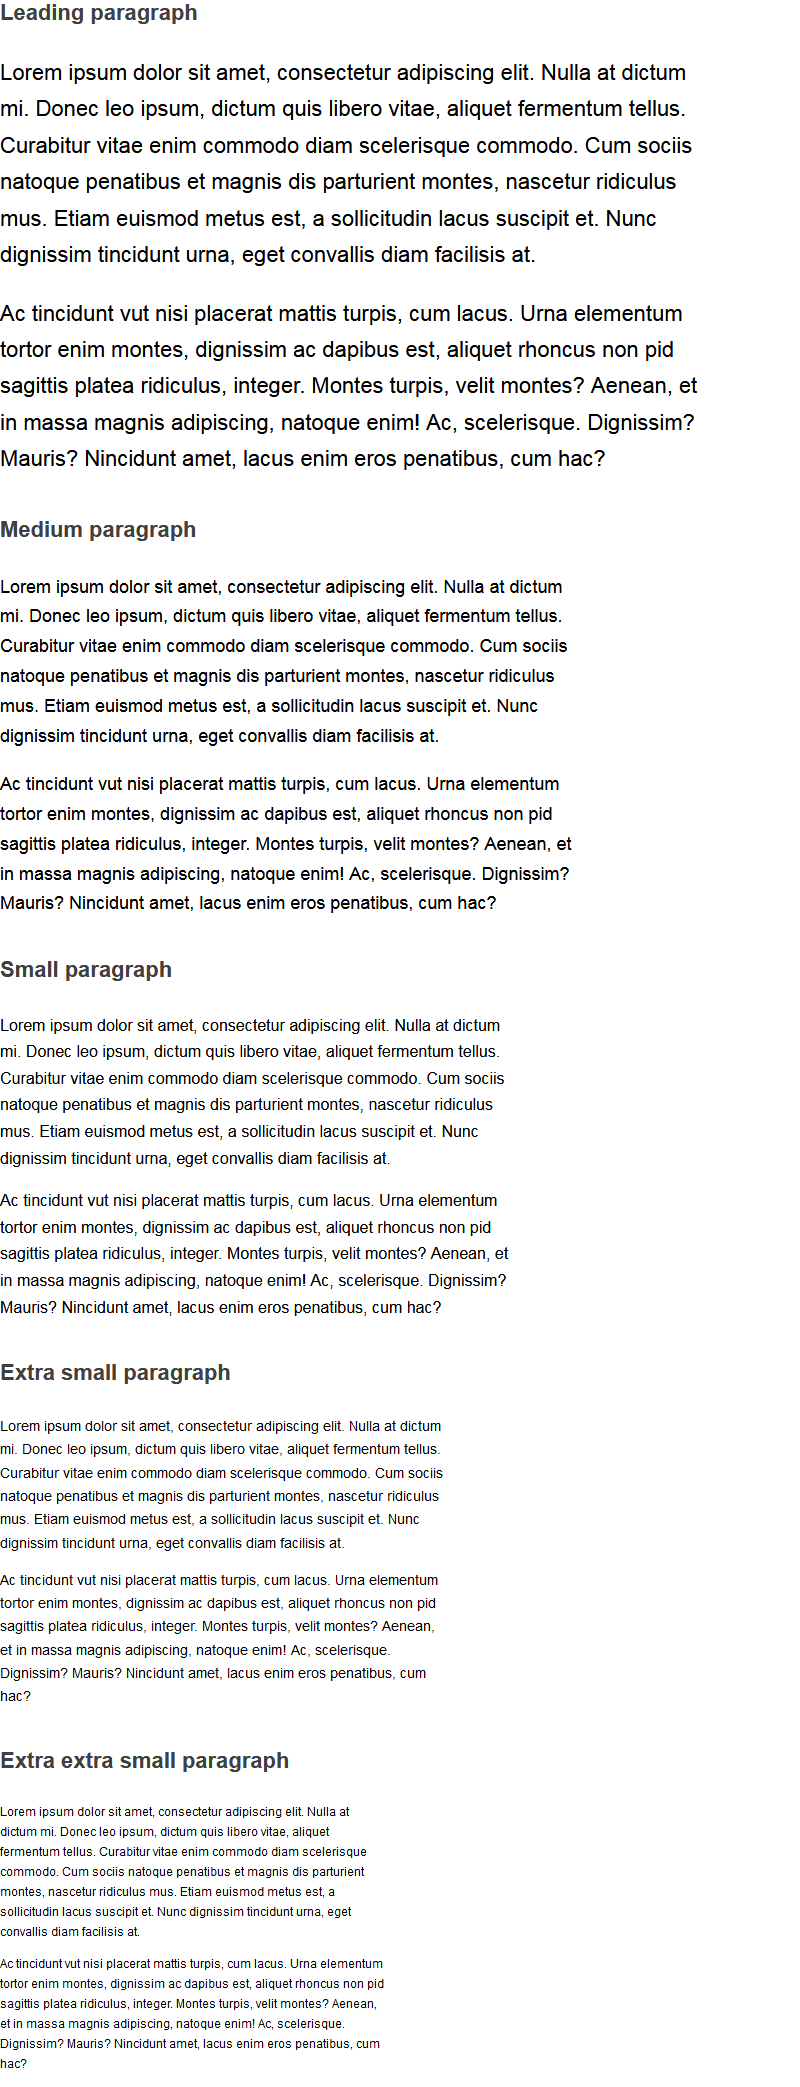 Leading paragraph
Lorem ipsum dolor sit amet, consectetur adipiscing elit. Nulla at dictum
mi. Donec leo ipsum, dictum quis libero vitae, aliquet fermentum tellus.
Curabitur vitae enim commodo diam scelerisque commodo. Cum sociis
natoque penatibus et magnis dis parturient montes, nascetur ridiculus
mus. Etiam euismod metus est, a sollicitudin lacus suscipit et. Nunc
dignissim tincidunt urna, eget convallis diam facilisis at.
Ac tincidunt vut nisi placerat mattis turpis, cum lacus. Urna elementum
tortor enim montes, dignissim ac dapibus est, aliquet rhoncus non pid
sagittis platea ridiculus, integer. Montes turpis, velit montes? Aenean, et
in massa magnis adipiscing, natoque enim! Ac, scelerisque. Dignissim?
Mauris? Nincidunt amet, lacus enim eros penatibus, cum hac?
Medium paragraph
Lorem ipsum dolor sit amet, consectetur adipiscing elit. Nulla at dictum
mi. Donec leo ipsum, dictum quis libero vitae, aliquet fermentum tellus.
Curabitur vitae enim commodo diam scelerisque commodo. Cum sociis
natoque penatibus et magnis dis parturient montes, nascetur ridiculus
mus. Etiam euismod metus est, a sollicitudin lacus suscipit et. Nunc
dignissim tincidunt urna, eget convallis diam facilisis at.
Ac tincidunt vut nisi placerat mattis turpis, cum lacus. Urna elementum
tortor enim montes, dignissim ac dapibus est, aliquet rhoncus non pid
sagittis platea ridiculus, integer. Montes turpis, velit montes? Aenean, et
in massa magnis adipiscing, natoque enim! Ac, scelerisque. Dignissim?
Mauris? Nincidunt amet, lacus enim eros penatibus, cum hac?
Small paragraph
Lorem ipsum dolor sit amet, consectetur adipiscing elit. Nulla at dictum
mi. Donec leo ipsum, dictum quis libero vitae, aliquet fermentum tellus.
Curabitur vitae enim commodo diam scelerisque commodo. Cum sociis
natoque penatibus et magnis dis parturient montes, nascetur ridiculus
mus. Etiam euismod metus est, a sollicitudin lacus suscipit et. Nunc
dignissim tincidunt urna, eget convallis diam facilisis at.
Ac tincidunt vut nisi placerat mattis turpis, cum lacus. Urna elementum
tortor enim montes, dignissim ac dapibus est, aliquet rhoncus non pid
sagittis platea ridiculus, integer. Montes turpis, velit montes? Aenean, et
in massa magnis adipiscing, natoque enim! Ac, scelerisque. Dignissim?
Mauris? Nincidunt amet, lacus enim eros penatibus, cum hac?
Extra small paragraph
Lorem ipsum dolor sit amet, consectetur adipiscing elit. Nulla at dictum
mi. Donec leo ipsum, dictum quis libero vitae, aliquet fermentum tellus.
Curabitur vitae enim commodo diam scelerisque commodo. Cum sociis
natoque penatibus et magnis dis parturient montes, nascetur ridiculus
mus. Etiam euismod metus est, a sollicitudin lacus suscipit et. Nunc
dignissim tincidunt urna, eget convallis diam facilisis at.
Ac tincidunt vut nisi placerat mattis turpis, cum lacus. Urna elementum
tortor enim montes, dignissim ac dapibus est, aliquet rhoncus non pid
sagittis platea ridiculus, integer. Montes turpis, velit montes? Aenean,
et in massa magnis adipiscing, natoque enim! Ac, scelerisque.
Dignissim? Mauris? Nincidunt amet, lacus enim eros penatibus, cum
hac?
Extra extra small paragraph
Lorem ipsum dolor sit amet, consectetur adipiscing elit. Nulla at
dictum mi. Donec leo ipsum, dictum quis libero vitae, aliquet
fermentum tellus. Curabitur vitae enim commodo diam scelerisque
commodo. Cum sociis natoque penatibus et magnis dis parturient
montes, nascetur ridiculus mus. Etiam euismod metus est, a
sollicitudin lacus suscipit et. Nunc dignissim tincidunt urna, eget
convallis diam facilisis at.
Ac tincidunt vut nisi placerat mattis turpis, cum lacus. Urna elementum
tortor enim montes, dignissim ac dapibus est, aliquet rhoncus non pid
sagittis platea ridiculus, integer. Montes turpis, velit montes? Aenean,
et in massa magnis adipiscing, natoque enim! Ac, scelerisque.
Dignissim? Mauris? Nincidunt amet, lacus enim eros penatibus, cum
hac?